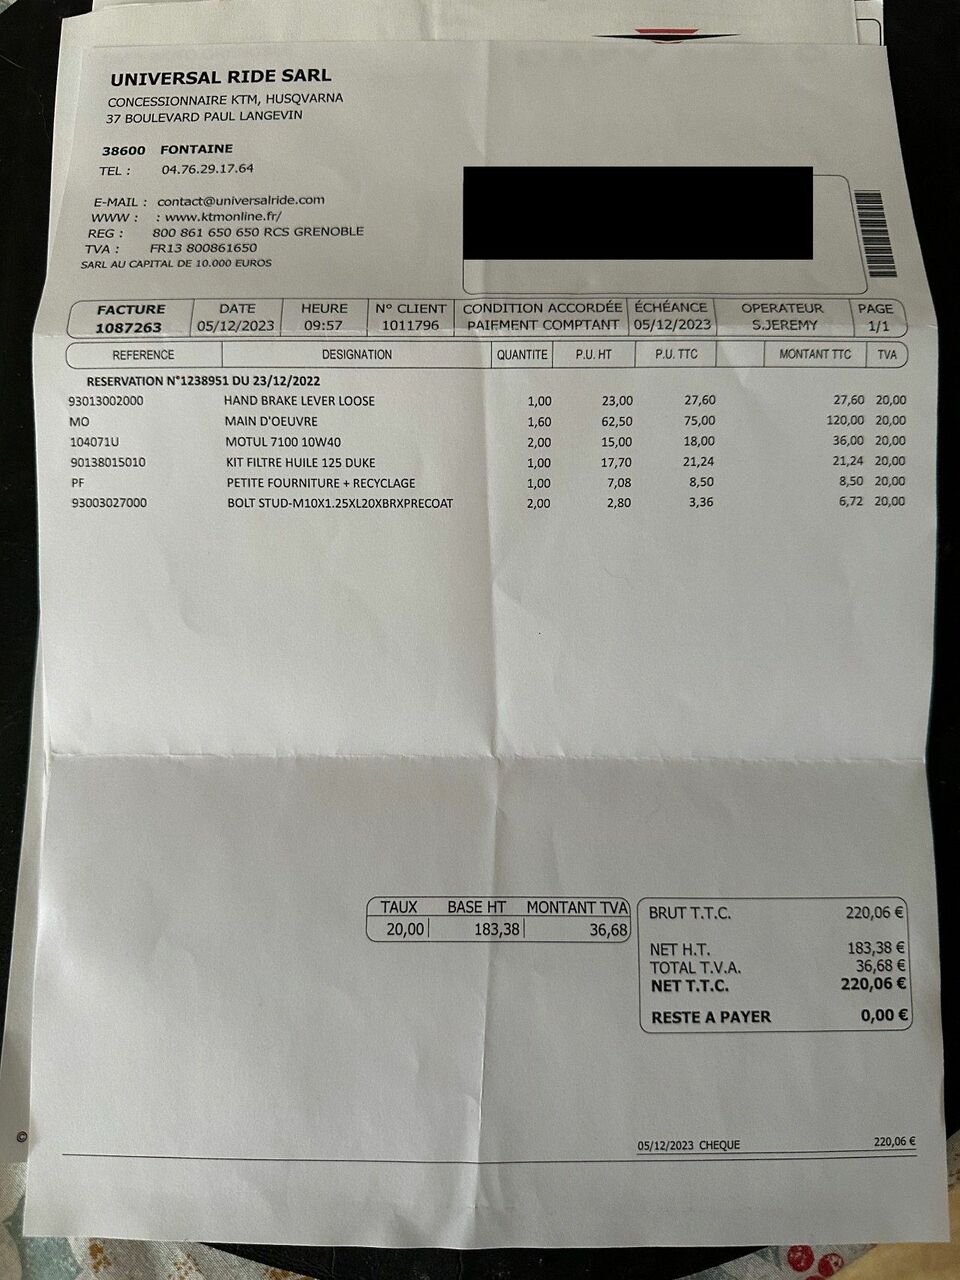 UNIVERSAL RIDE SARL
CONCESSIONNAIRE KTM, HUSQVARNA
37 BOULEVARD PAUL LANGEVIN
38600 FONTAINE
TEL : 04.76.29.17.64
E-MAIL : contact@universalride.com
WWW : : www.ktmonline.fr/
REG : 800 861 650 650 RCS GRENOBLE
TVA : FR13 800861650
SARL AU CAPITAL DE 10.000 EUROS
FACTURE DATE HEURE N° CLIENT CONDITION ACCORDÉE ÉCHÉANCE OPERATEUR PAGE
1087263 05/12/2023 09:57 1011796 PAIEMENT COMPTANT 05/12/2023 S.JEREMY 1/1
REFERENCE DESIGNATION QUANTITE P.U. HT P.U. TTC MONTANT TTC TVA
RESERVATION N°1238951 DU 23/12/2022
93013002000 HAND BRAKE LEVER LOOSE 1,00 23,00 27,60 27,60 20,00
MO MAIN D'OEUVRE 1,60 62,50 75,00 120,00 20,00
104071U MOTUL 7100 10W40 2,00 15,00 18,00 36,00 20,00
90138015010 KIT FILTRE HUILE 125 DUKE 1,00 17,70 21,24 21,24 20,00
PF PETITE FOURNITURE + RECYCLAGE 1,00 7,08 8,50 8,50 20,00
93003027000 BOLT STUD-M10X1.25XL20XBRXPRECOAT 2,00 2,80 3,36 6,72 20,00
TAUX BASE HT MONTANT TVA
20,00 183,38 36,68
BRUT T.T.C. 220,06 €
NET H.T. 183,38 €
TOTAL T.V.A. 36,68 €
NET T.T.C. 220,06 €
RESTE A PAYER 0,00 €
©
05/12/2023 CHEQUE 220,06 €